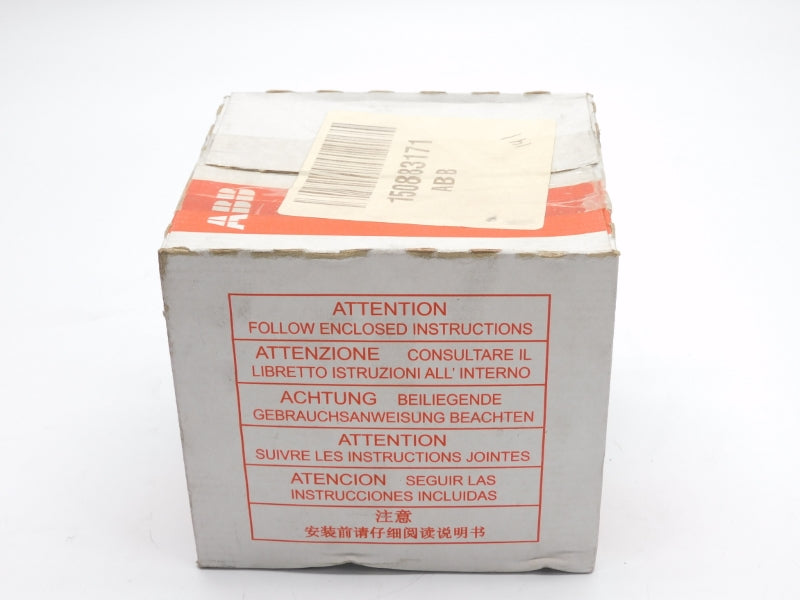 ABB
150883171
ABB
ATTENTION
FOLLOW ENCLOSED INSTRUCTIONS
ATTENZIONE CONSULTARE IL
LIBRETTO ISTRUZIONI ALL' INTERNO
ACHTUNG BEILIEGENDE
GEBRAUCHSANWEISUNG BEACHTEN
ATTENTION
SUIVRE LES INSTRUCTIONS JOINTES
ATENCION SEGUIR LAS
INSTRUCCIONES INCLUIDAS
注意
安装前请仔细阅读说明书